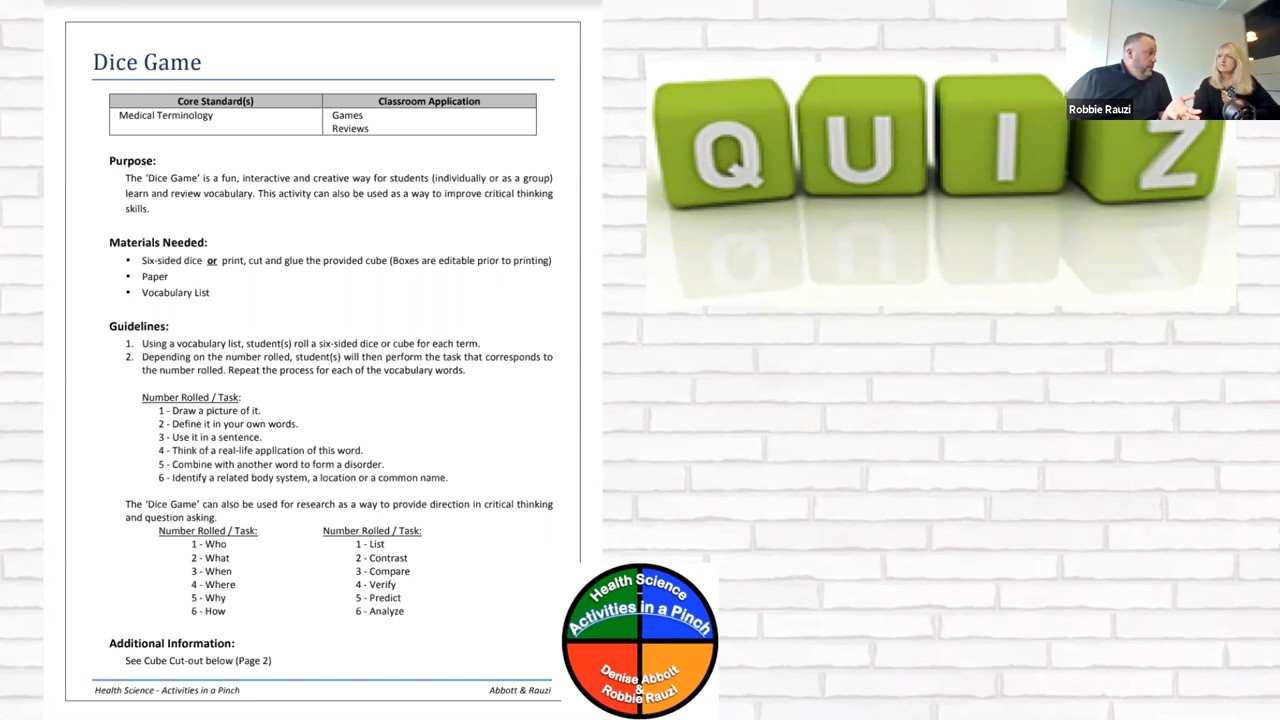 Dice Game
Core Standard(s) Classroom Application
Medical Terminology Games
Reviews
Purpose:
The ‘Dice Game’ is a fun, interactive and creative way for students (individually or as a group)
learn and review vocabulary. This activity can also be used as a way to improve critical thinking
skills.
Materials Needed:
• Six-sided dice or print, cut and glue the provided cube (Boxes are editable prior to printing)
• Paper
• Vocabulary List
Guidelines:
1. Using a vocabulary list, student(s) roll a six-sided dice or cube for each term.
2. Depending on the number rolled, student(s) will then perform the task that corresponds to
the number rolled. Repeat the process for each of the vocabulary words.
Number Rolled / Task:
1 - Draw a picture of it.
2 - Define it in your own words.
3 - Use it in a sentence.
4 - Think of a real-life application of this word.
5 - Combine with another word to form a disorder.
6 - Identify a related body system, a location or a common name.
The ‘Dice Game’ can also be used for research as a way to provide direction in critical thinking
and question asking.
Number Rolled / Task: Number Rolled / Task:
1 - Who 1 - List
2 - What 2 - Contrast
3 - When 3 - Compare
4 - Where 4 - Verify
5 - Why 5 - Predict
6 - How 6 - Analyze
Additional Information:
See Cube Cut-out below (Page 2)
Health Science - Activities in a Pinch Abbott & Rauzi
QUIZ
Robbie Rauzi
Health Science
Activities in a Pinch
Denise Abbott
&
Robbie Rauzi